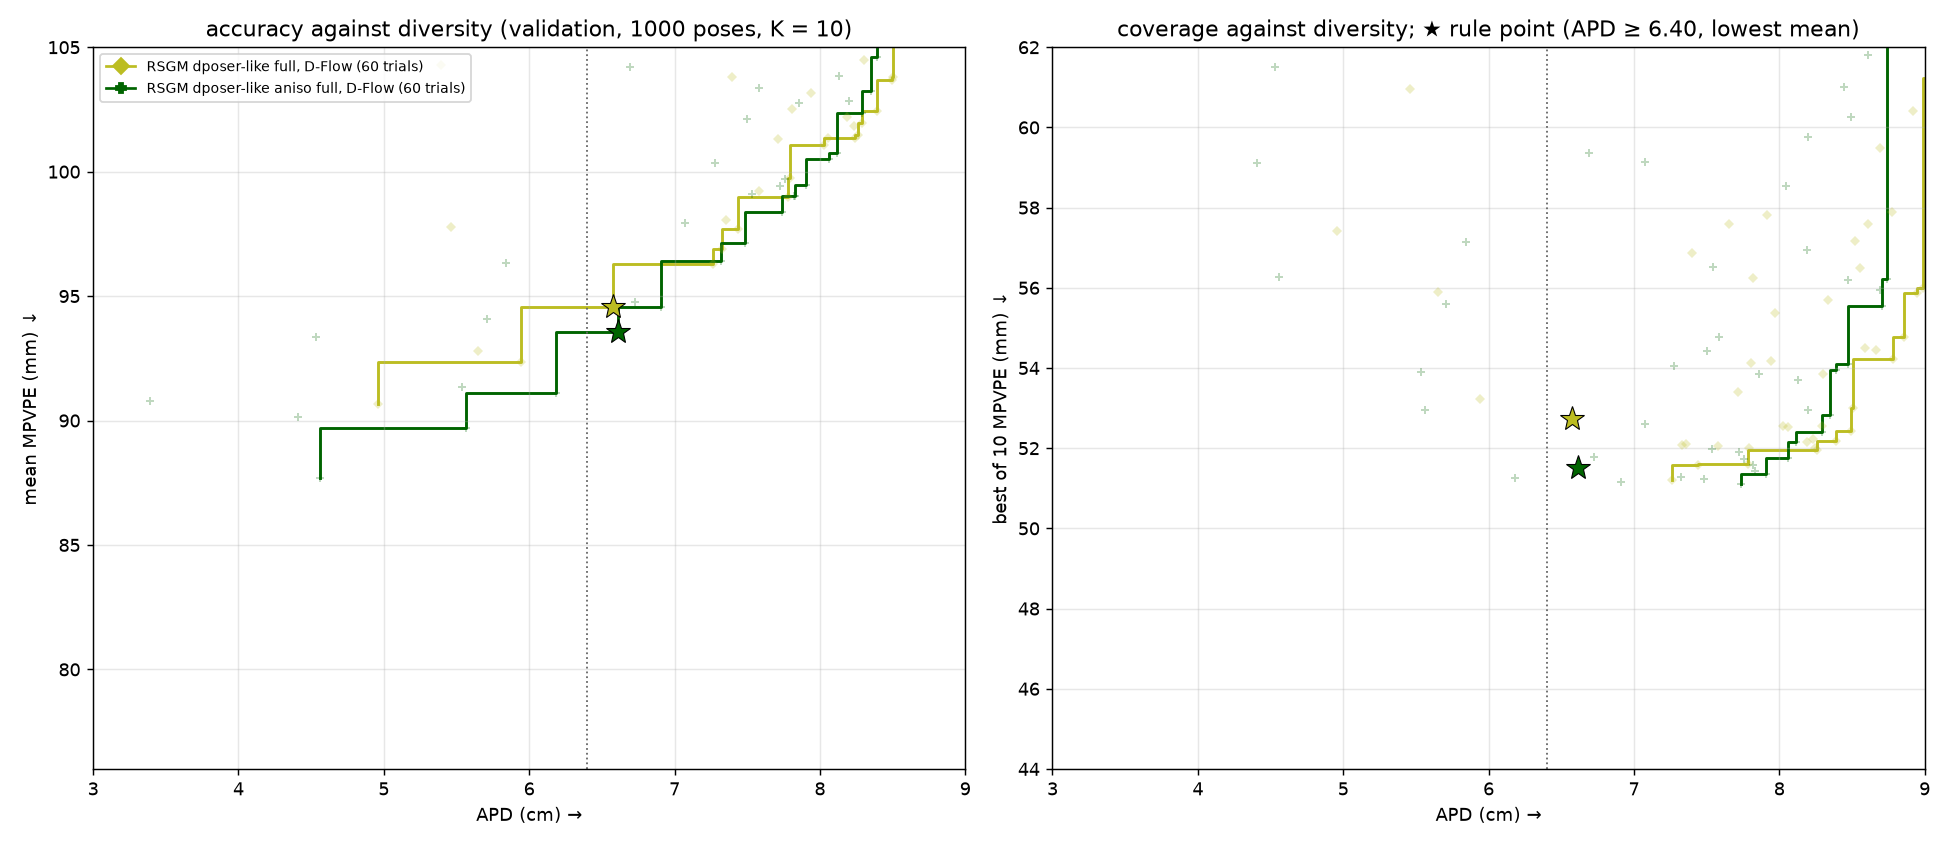 accuracy against diversity (validation, 1000 poses, K = 10)
105
100
95
90
85
80
mean MPVPE (mm) ↓
RSGM dposer-like full, D-Flow (60 trials)
RSGM dposer-like aniso full, D-Flow (60 trials)
3 4 5 6 7 8 9
APD (cm) →
coverage against diversity; ★ rule point (APD ≥ 6.40, lowest mean)
62
60
58
56
54
52
50
48
46
44
best of 10 MPVPE (mm) ↓
3 4 5 6 7 8 9
APD (cm) →